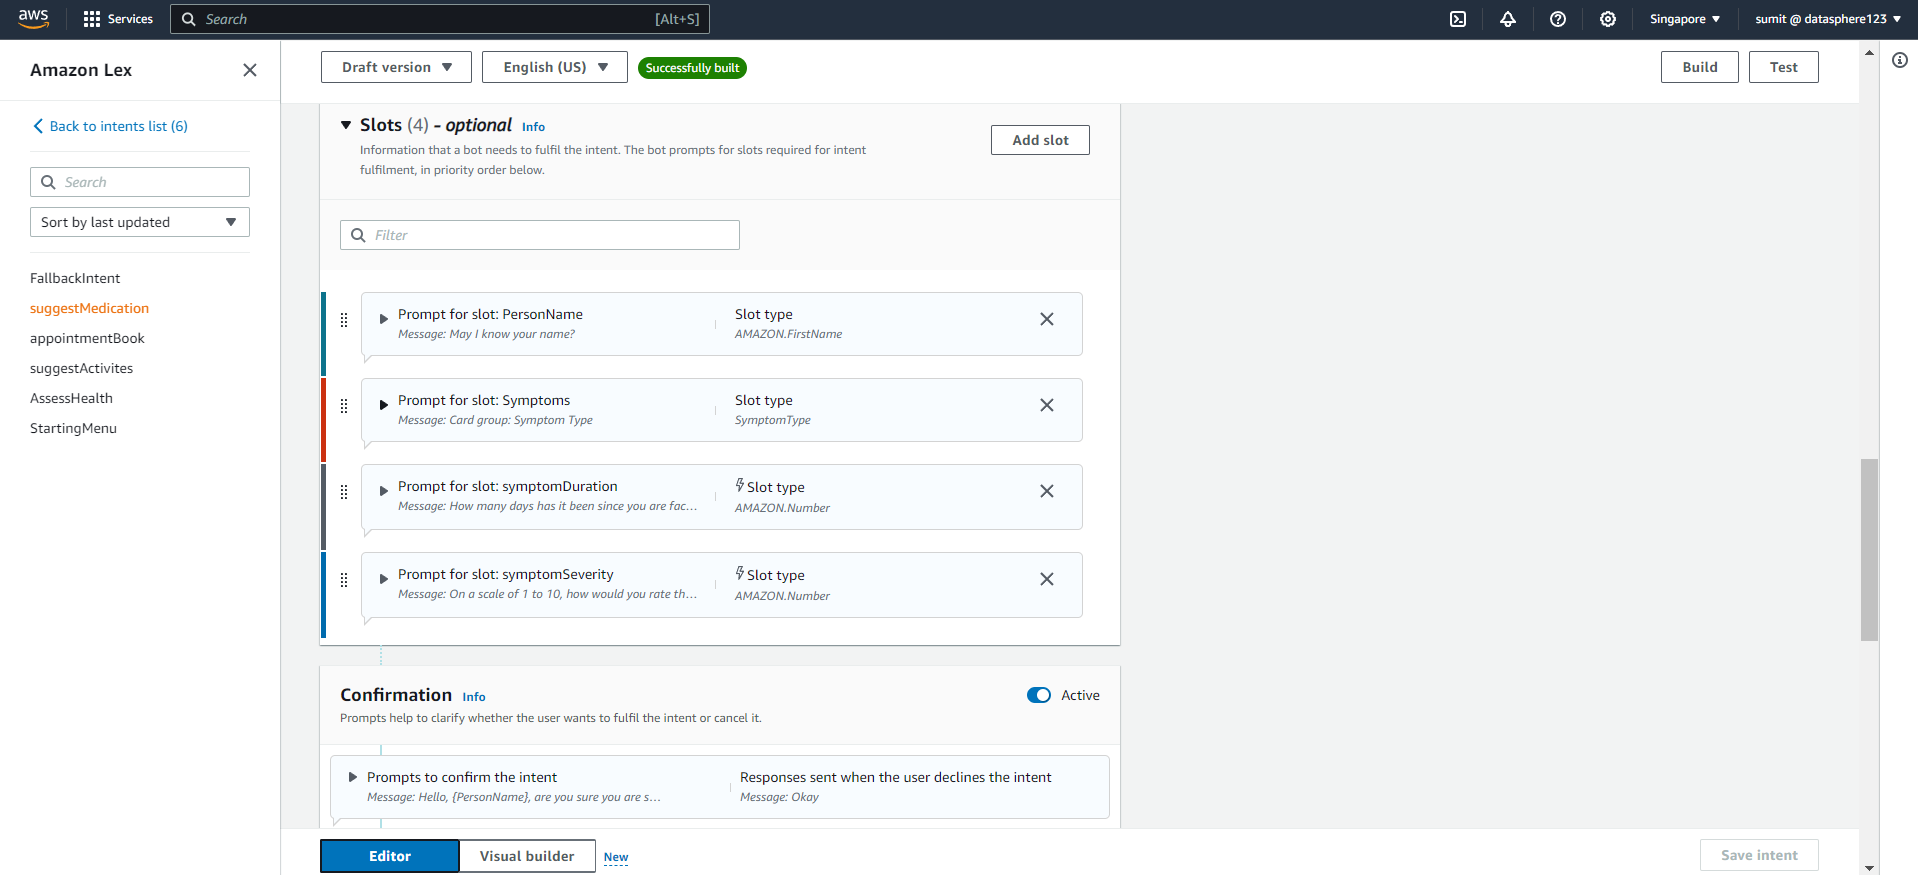 aws
Services
Search
[Alt+S]
Singapore
sumit @ datasphere123
Amazon Lex
Back to intents list (6)
Search
Sort by last updated
FallbackIntent
suggestMedication
appointmentBook
suggestActivites
AssessHealth
StartingMenu
Draft version
English (US)
Successfully built
Build
Test
Slots (4) - optional Info
Information that a bot needs to fulfil the intent. The bot prompts for slots required for intent
fulfilment, in priority order below.
Add slot
Filter
Prompt for slot: PersonName
Message: May I know your name?
Slot type
AMAZON.FirstName
Prompt for slot: Symptoms
Message: Card group: Symptom Type
Slot type
SymptomType
Prompt for slot: symptomDuration
Message: How many days has it been since you are fac...
Slot type
AMAZON.Number
Prompt for slot: symptomSeverity
Message: On a scale of 1 to 10, how would you rate th...
Slot type
AMAZON.Number
Confirmation Info
Prompts help to clarify whether the user wants to fulfil the intent or cancel it.
Active
Prompts to confirm the intent
Message: Hello, {PersonName}, are you sure you are s...
Responses sent when the user declines the intent
Message: Okay
Editor
Visual builder
New
Save intent